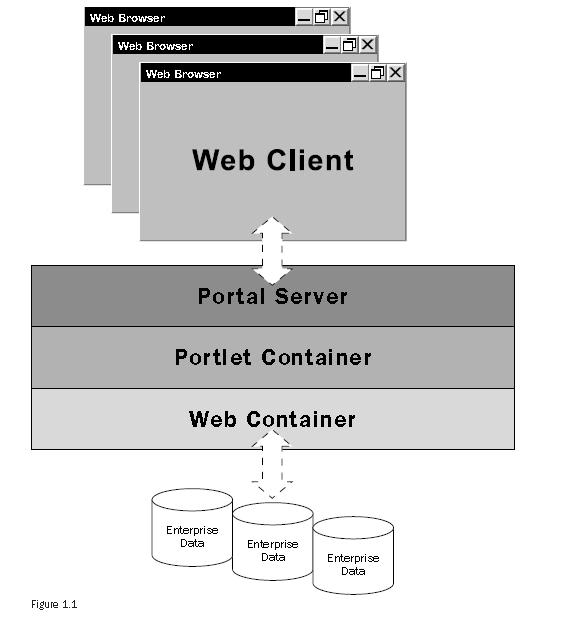 Web Browser
Web Browser
Web Browser
Web Client
Portal Server
Portlet Container
Web Container
Enterprise
Data
Enterprise
Data
Enterprise
Data
Figure 1.1